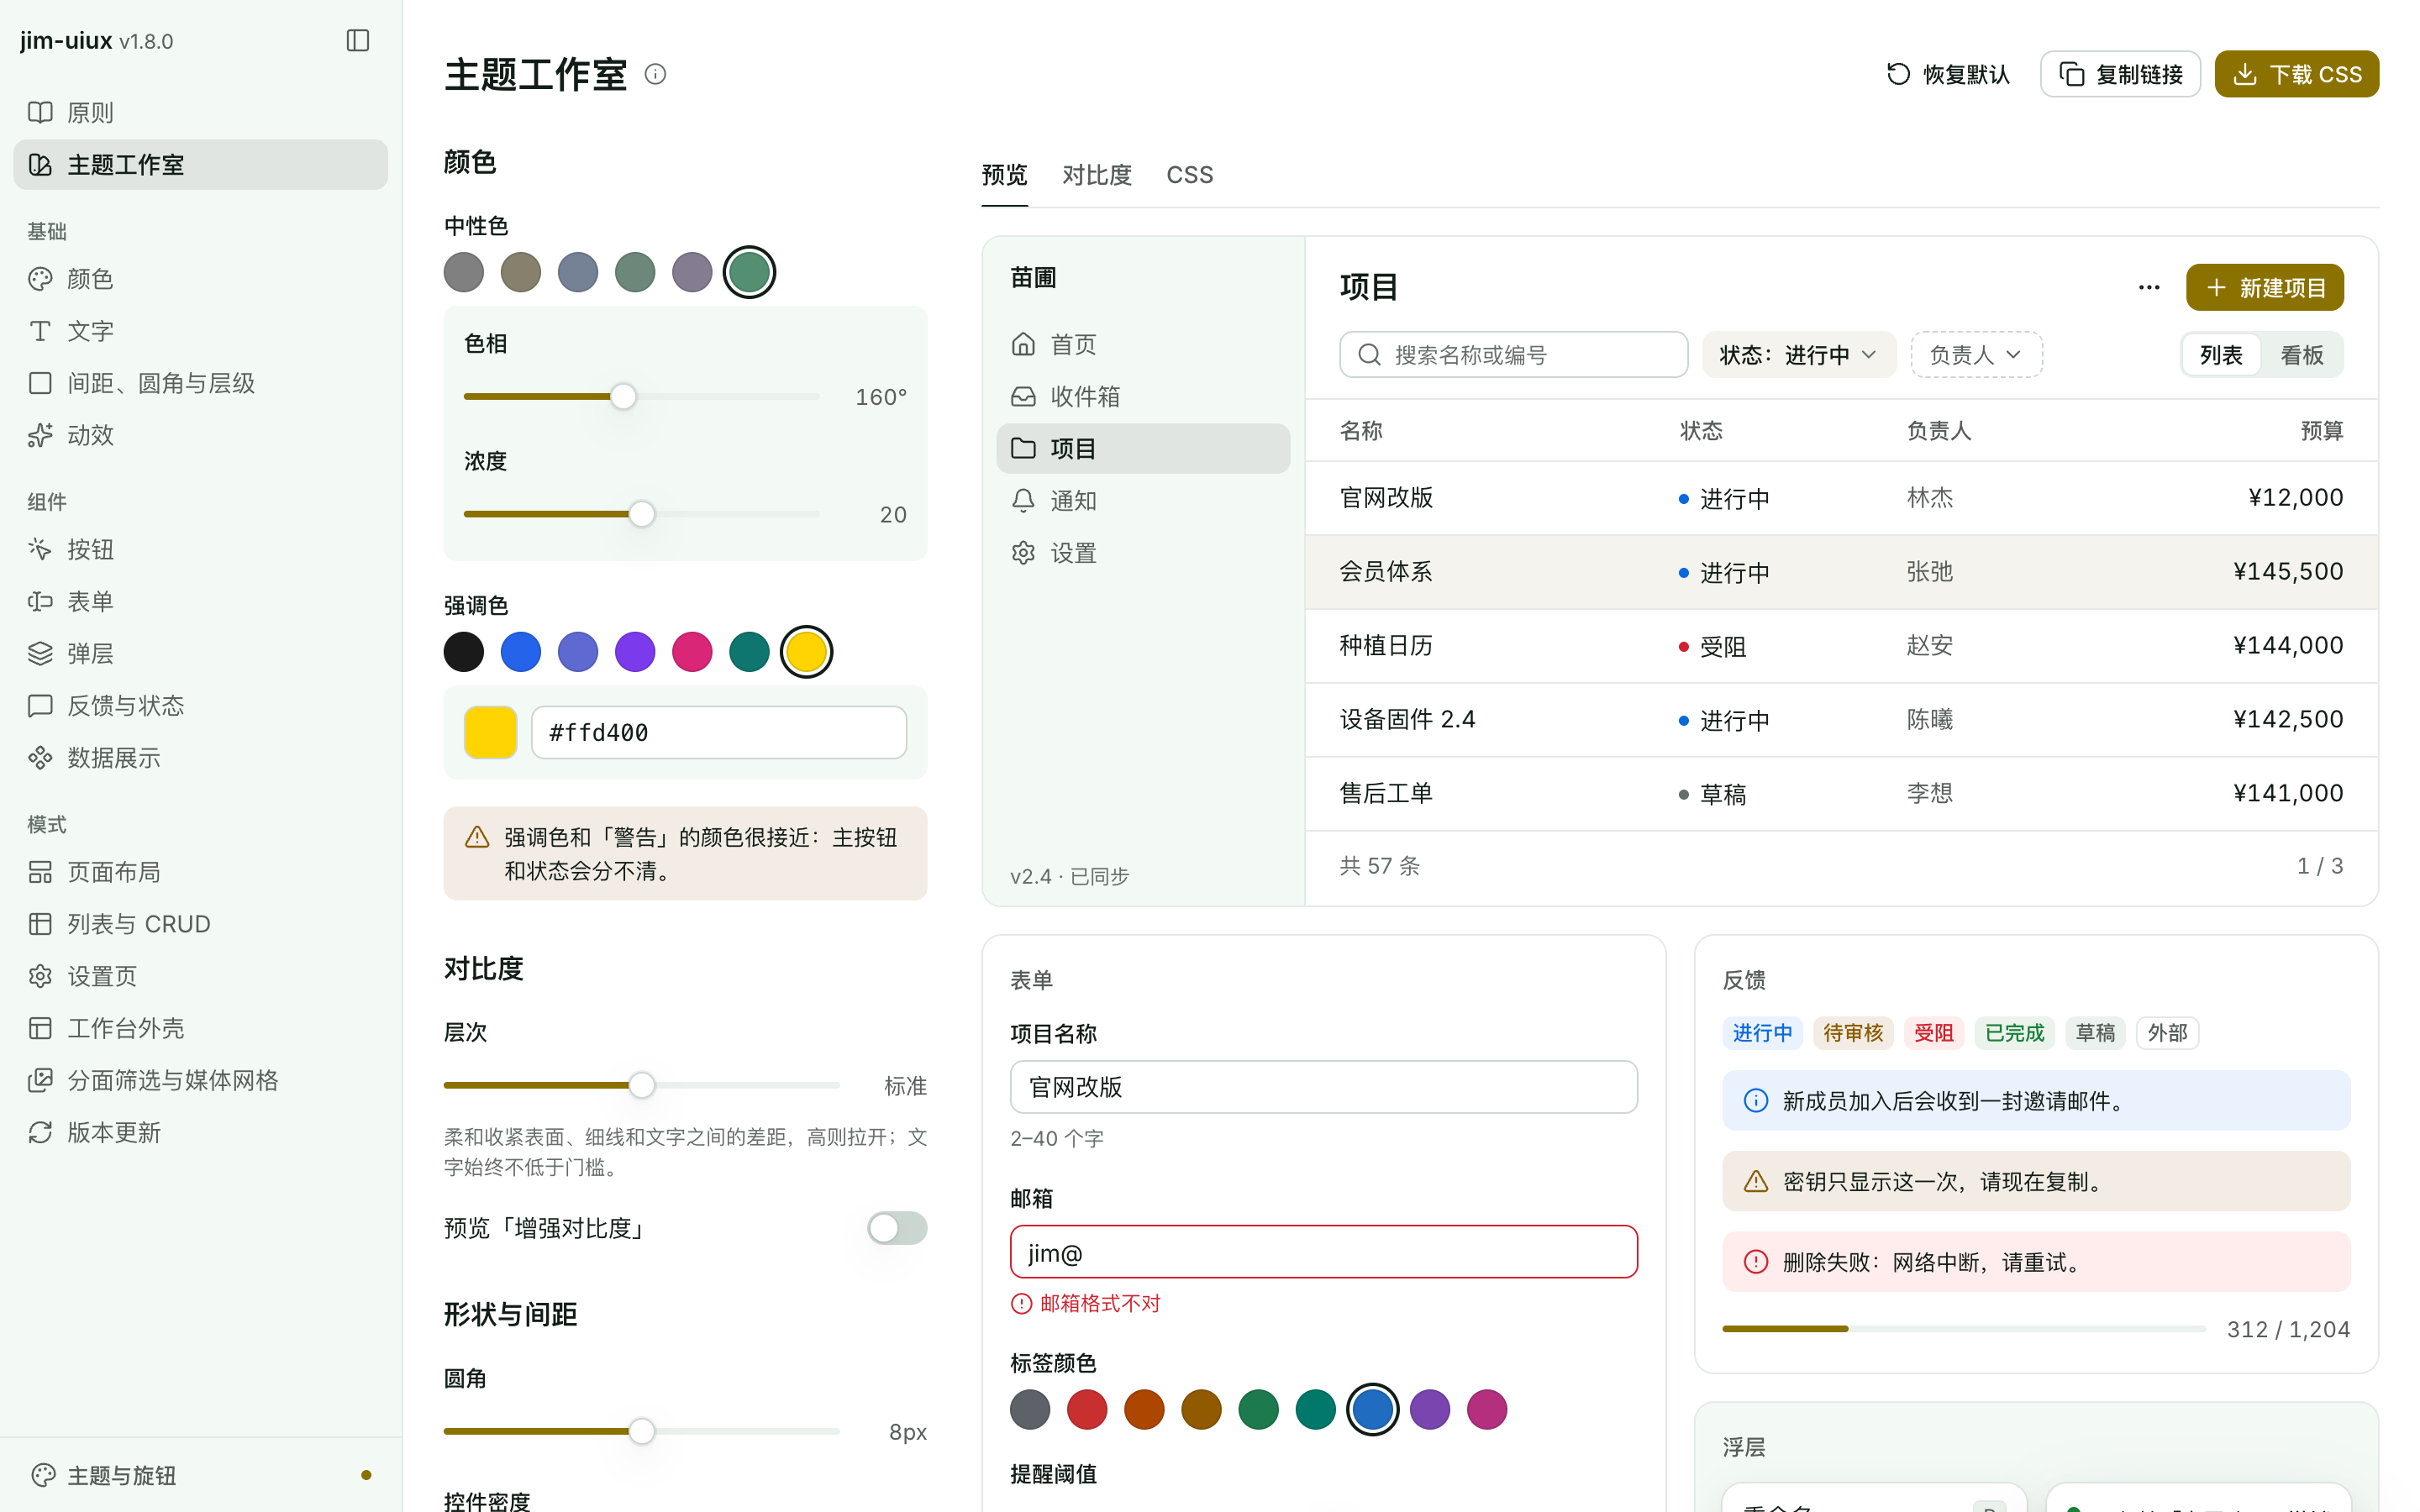 jim-uiux v1.8.0
原则
主题工作室
基础
颜色
文字
间距、圆角与层级
动效
组件
按钮
表单
弹层
反馈与状态
数据展示
模式
页面布局
列表与 CRUD
设置页
工作台外壳
分面筛选与媒体网格
版本更新
主题与旋钮
主题工作室
恢复默认
复制链接
下载 CSS
颜色
中性色
色相
160°
浓度
20
强调色
#ffd400
强调色和「警告」的颜色很接近：主按钮
和状态会分不清。
对比度
层次
标准
柔和收紧表面、细线和文字之间的差距，高则拉开；文
字始终不低于门槛。
预览「增强对比度」
形状与间距
圆角
8px
控件密度
预览 对比度 CSS
苗圃
首页
收件箱
项目
通知
设置
v2.4 · 已同步
项目
新建项目
搜索名称或编号
状态：进行中
负责人
列表 看板
名称 状态 负责人 预算
官网改版 进行中 林杰 ¥12,000
会员体系 进行中 张弛 ¥145,500
种植日历 受阻 赵安 ¥144,000
设备固件 2.4 进行中 陈曦 ¥142,500
售后工单 草稿 李想 ¥141,000
共 57 条 1 / 3
表单
项目名称
官网改版
2–40 个字
邮箱
jim@
邮箱格式不对
标签颜色
提醒阈值
反馈
进行中 待审核 受阻 已完成 草稿 外部
新成员加入后会收到一封邀请邮件。
密钥只显示这一次，请现在复制。
删除失败：网络中断，请重试。
312 / 1,204
浮层